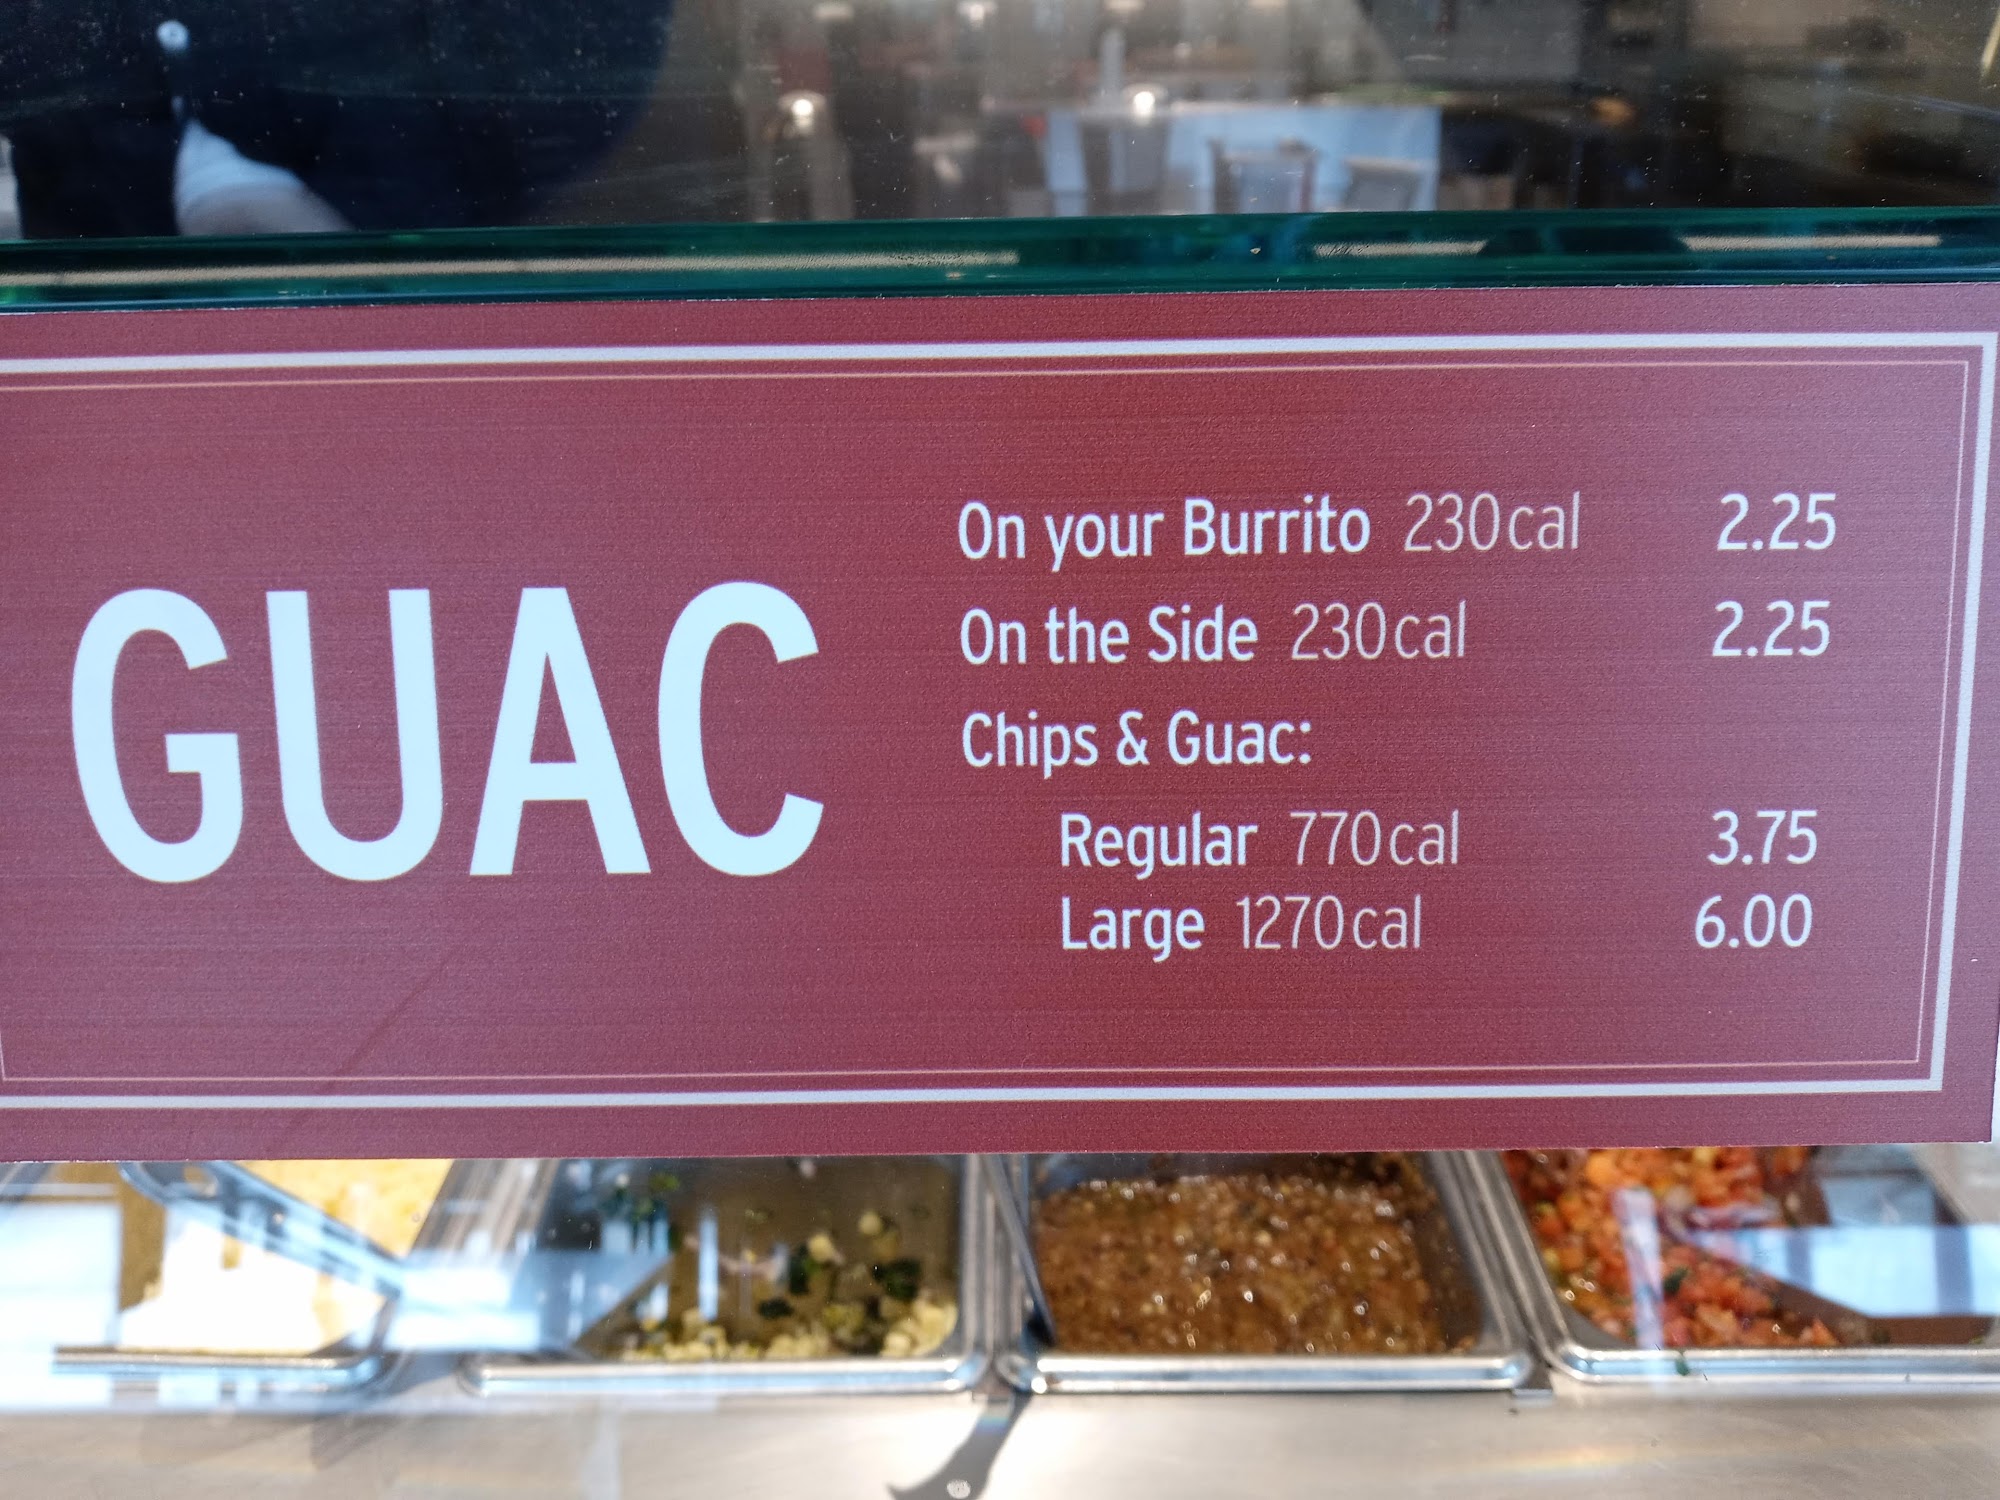 GUAC
On your Burrito 230cal 2.25
On the Side 230cal 2.25
Chips & Guac:
Regular 770cal 3.75
Large 1270cal 6.00